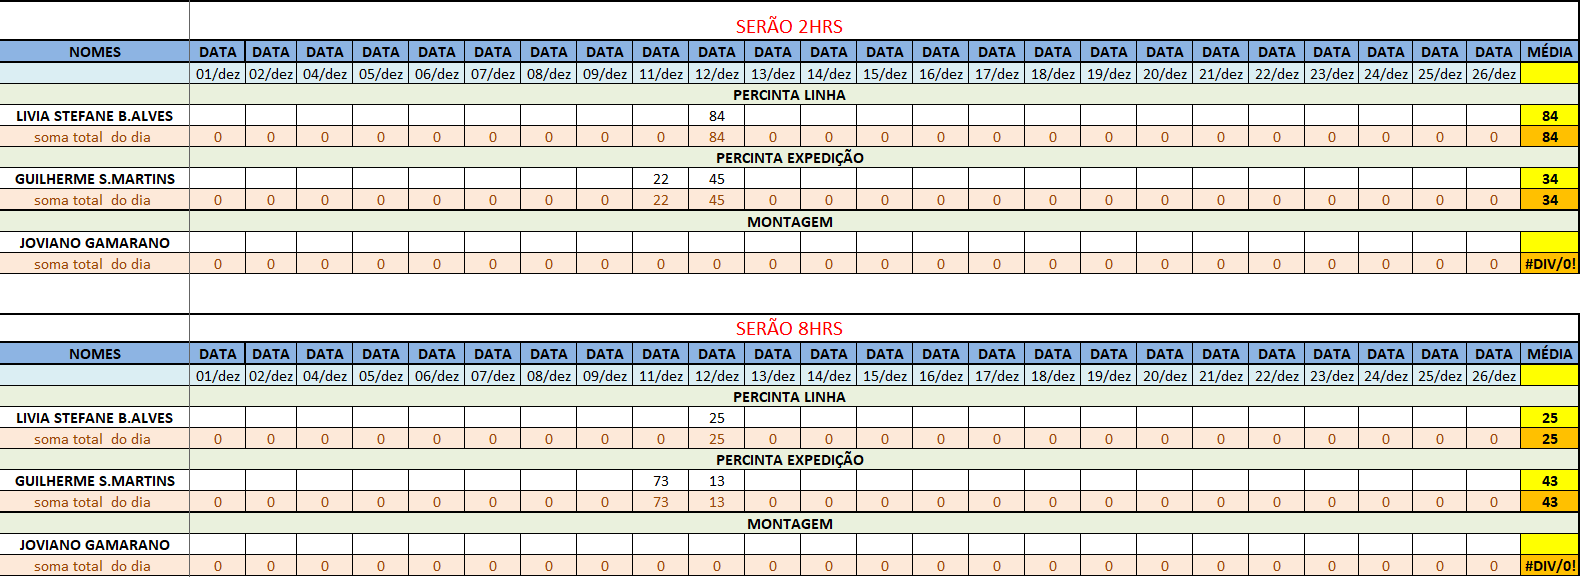 SERÃO 2HRS
NOMES DATA DATA DATA DATA DATA DATA DATA DATA DATA DATA DATA DATA DATA DATA DATA DATA DATA DATA DATA DATA DATA DATA DATA DATA MÉDIA
01/dez 02/dez 04/dez 05/dez 06/dez 07/dez 08/dez 09/dez 11/dez 12/dez 13/dez 14/dez 15/dez 16/dez 17/dez 18/dez 19/dez 20/dez 21/dez 22/dez 23/dez 24/dez 25/dez 26/dez
PERCINTA LINHA
LIVIA STEFANE B.ALVES 84 84
soma total do dia 0 0 0 0 0 0 0 0 0 84 0 0 0 0 0 0 0 0 0 0 0 0 0 0 84
PERCINTA EXPEDIÇÃO
GUILHERME S.MARTINS 22 45 34
soma total do dia 0 0 0 0 0 0 0 0 22 45 0 0 0 0 0 0 0 0 0 0 0 0 0 0 34
MONTAGEM
JOVIANO GAMARANO
soma total do dia 0 0 0 0 0 0 0 0 0 0 0 0 0 0 0 0 0 0 0 0 0 0 0 0 #DIV/0!
SERÃO 8HRS
NOMES DATA DATA DATA DATA DATA DATA DATA DATA DATA DATA DATA DATA DATA DATA DATA DATA DATA DATA DATA DATA DATA DATA DATA DATA MÉDIA
01/dez 02/dez 04/dez 05/dez 06/dez 07/dez 08/dez 09/dez 11/dez 12/dez 13/dez 14/dez 15/dez 16/dez 17/dez 18/dez 19/dez 20/dez 21/dez 22/dez 23/dez 24/dez 25/dez 26/dez
PERCINTA LINHA
LIVIA STEFANE B.ALVES 25 25
soma total do dia 0 0 0 0 0 0 0 0 0 25 0 0 0 0 0 0 0 0 0 0 0 0 0 0 25
PERCINTA EXPEDIÇÃO
GUILHERME S.MARTINS 73 13 43
soma total do dia 0 0 0 0 0 0 0 0 73 13 0 0 0 0 0 0 0 0 0 0 0 0 0 0 43
MONTAGEM
JOVIANO GAMARANO
soma total do dia 0 0 0 0 0 0 0 0 0 0 0 0 0 0 0 0 0 0 0 0 0 0 0 0 #DIV/0!